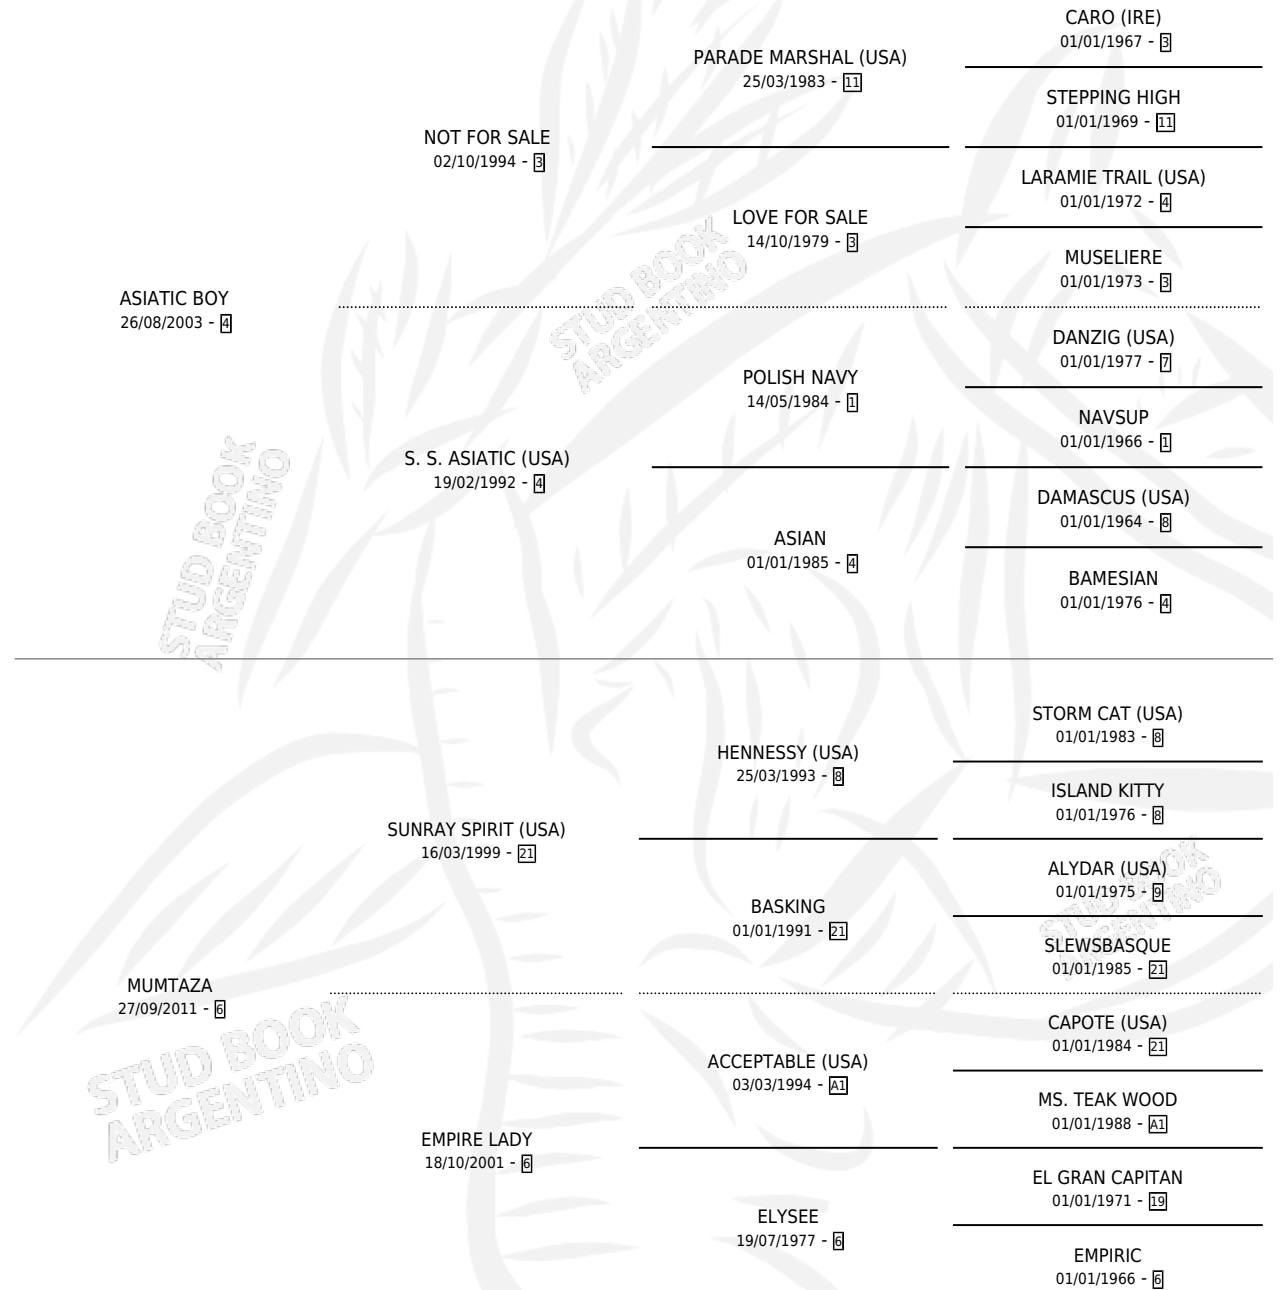 CARO (IRE)
01/01/1967 - 3
PARADE MARSHAL (USA)
25/03/1983 - 11
STEPPING HIGH
01/01/1969 - 11
NOT FOR SALE
02/10/1994 - 3
LARAMIE TRAIL (USA)
01/01/1972 - 4
LOVE FOR SALE
14/10/1979 - 3
MUSELIERE
01/01/1973 - 3
ASIATIC BOY
26/08/2003 - 4
DANZIG (USA)
01/01/1977 - 7
POLISH NAVY
14/05/1984 - 1
NAVSUP
01/01/1966 - 1
S. S. ASIATIC (USA)
19/02/1992 - 4
DAMASCUS (USA)
01/01/1964 - 8
ASIAN
01/01/1985 - 4
BAMESIAN
01/01/1976 - 4
STORM CAT (USA)
01/01/1983 - 8
HENNESSY (USA)
25/03/1993 - 8
ISLAND KITTY
01/01/1976 - 8
SUNRAY SPIRIT (USA)
16/03/1999 - 21
ALYDAR (USA)
01/01/1975 - 9
BASKING
01/01/1991 - 21
SLEWSBASQUE
01/01/1985 - 21
MUMTAZA
27/09/2011 - 6
CAPOTE (USA)
01/01/1984 - 21
ACCEPTABLE (USA)
03/03/1994 - A1
MS. TEAK WOOD
01/01/1988 - A1
EMPIRE LADY
18/10/2001 - 6
EL GRAN CAPITAN
01/01/1971 - 19
ELYSEE
19/07/1977 - 6
EMPIRIC
01/01/1966 - 6
STUD BOOK
ARGENTINO
STUD BOOK
ARGENTINO
STUD BOOK
ARGENTINO
STUD BOOK
ARGENTINO